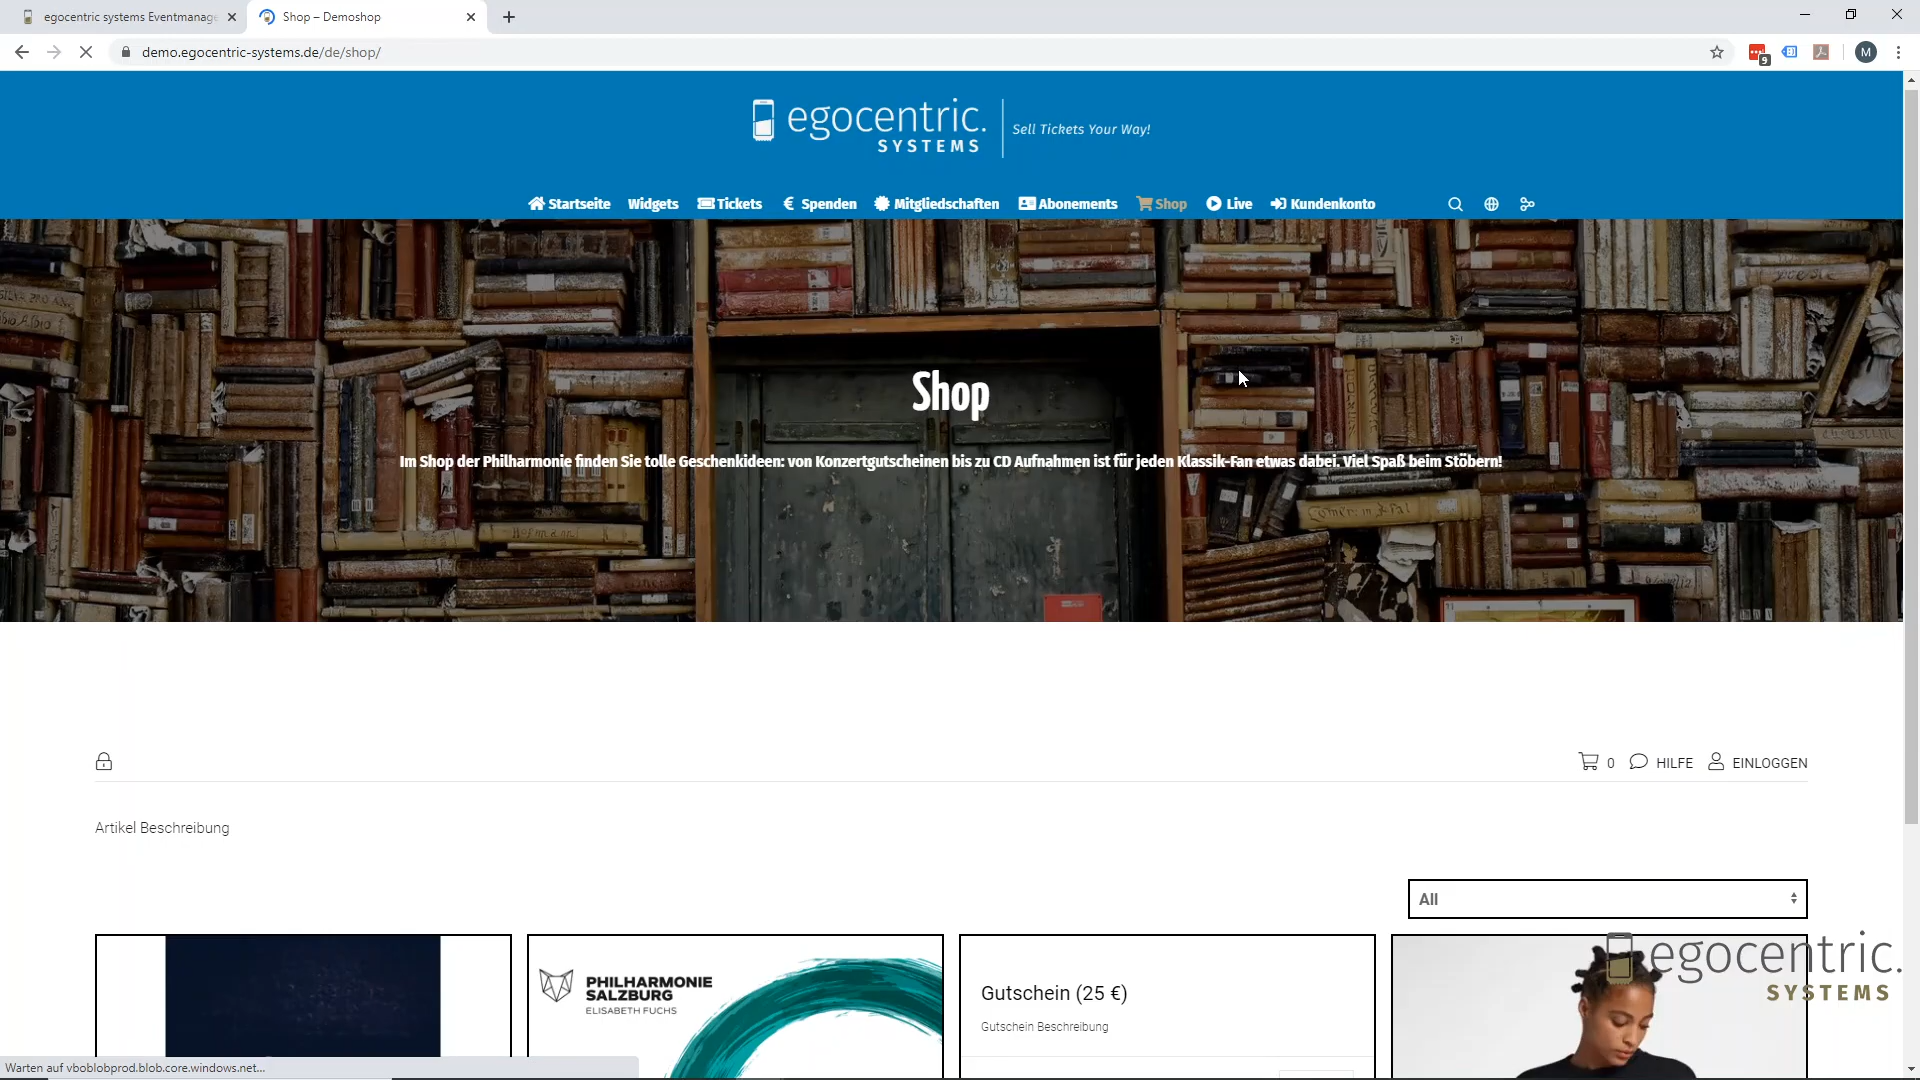 egocentric systems Eventmanage
Shop – Demoshop
demo.egocentric-systems.de/de/shop/
9
M
egocentric.
SYSTEMS
Sell Tickets Your Way!
Startseite Widgets Tickets Spenden Mitgliedschaften Abonements Shop Live Kundenkonto
Shop
Im Shop der Philharmonie finden Sie tolle Geschenkideen: von Konzertgutscheinen bis zu CD Aufnahmen ist für jeden Klassik-Fan etwas dabei. Viel Spaß beim Stöbern!
0 HILFE EINLOGGEN
Artikel Beschreibung
All
PHILHARMONIE
SALZBURG
ELISABETH FUCHS
Gutschein (25 €)
Gutschein Beschreibung
egocentric.
SYSTEMS
Warten auf vboblobprod.blob.core.windows.net...